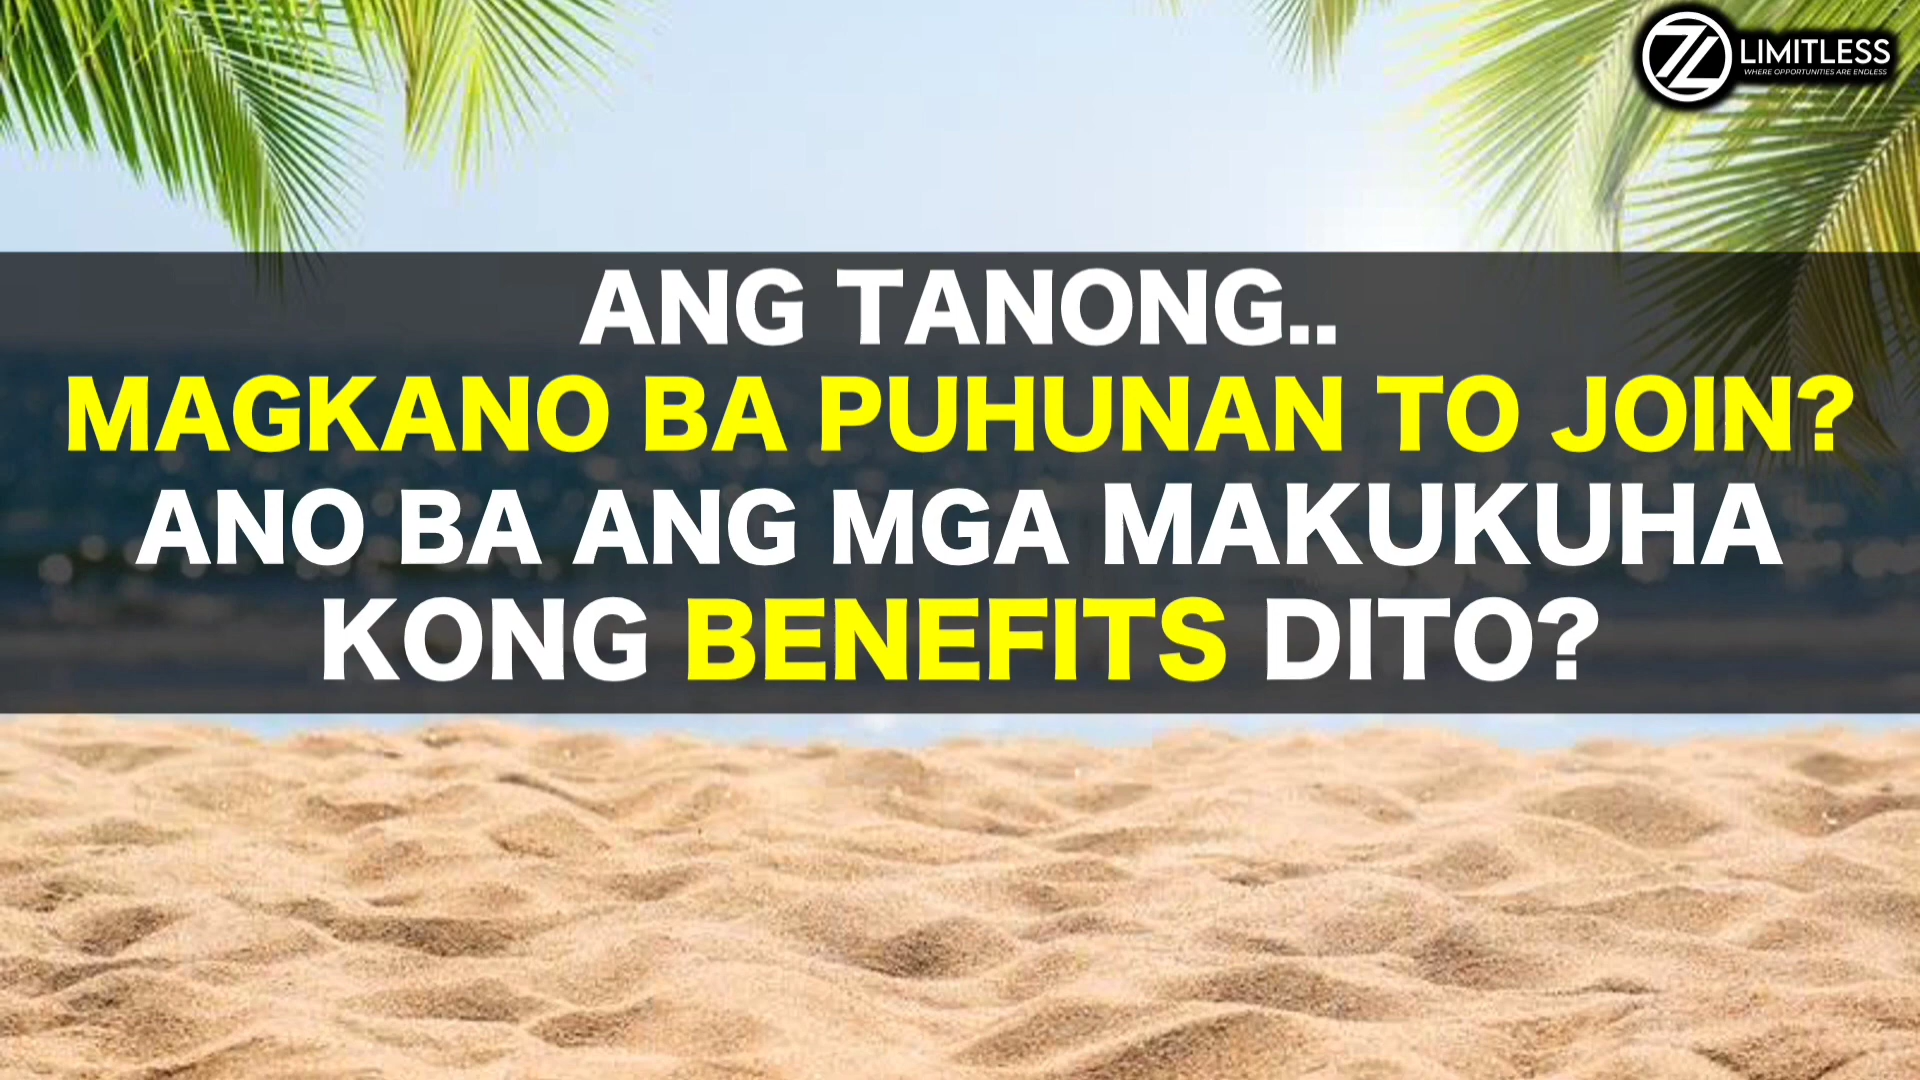 LIMITLESS
WHERE OPPORTUNITIES ARE ENDLESS
ANG TANONG..
MAGKANO BA PUHUNAN TO JOIN?
ANO BA ANG MGA MAKUKUHA
KONG BENEFITS DITO?